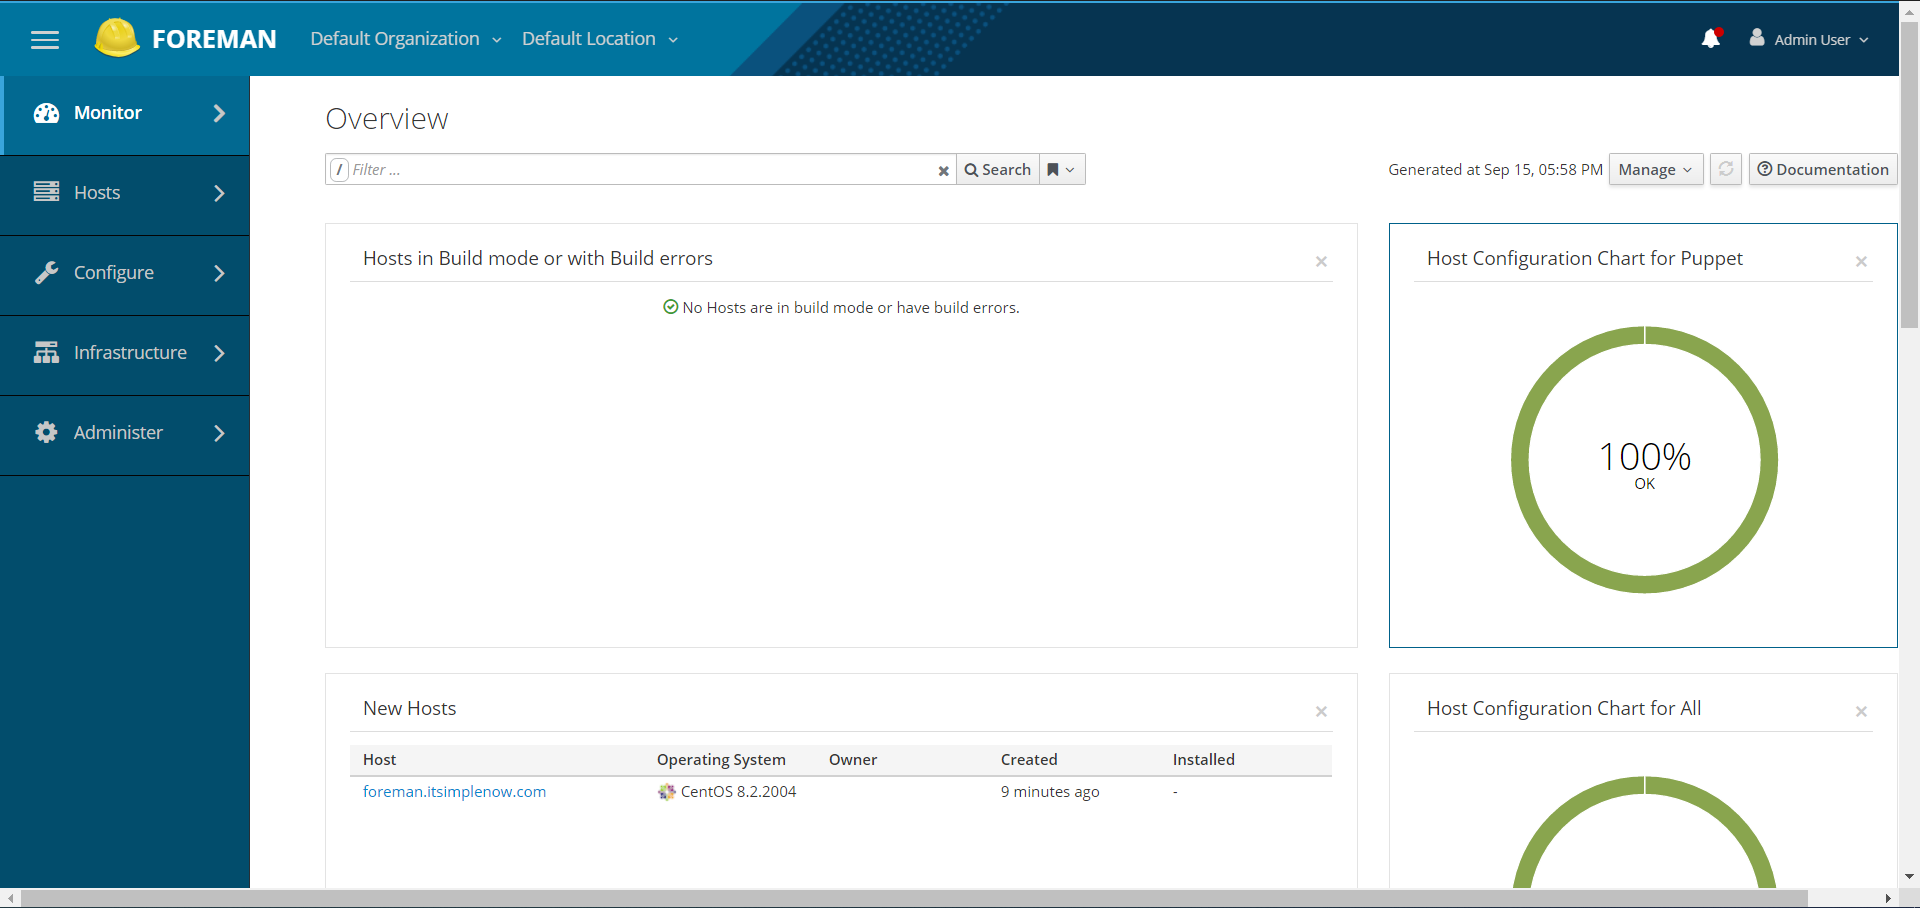 FOREMAN Default Organization Default Location Admin User
Monitor
Hosts
Configure
Infrastructure
Administer
Overview
/ Filter ... Search Generated at Sep 15, 05:58 PM Manage Documentation
Hosts in Build mode or with Build errors
No Hosts are in build mode or have build errors.
Host Configuration Chart for Puppet
100%
OK
New Hosts
Host Operating System Owner Created Installed
foreman.itsimplenow.com CentOS 8.2.2004 9 minutes ago -
Host Configuration Chart for All